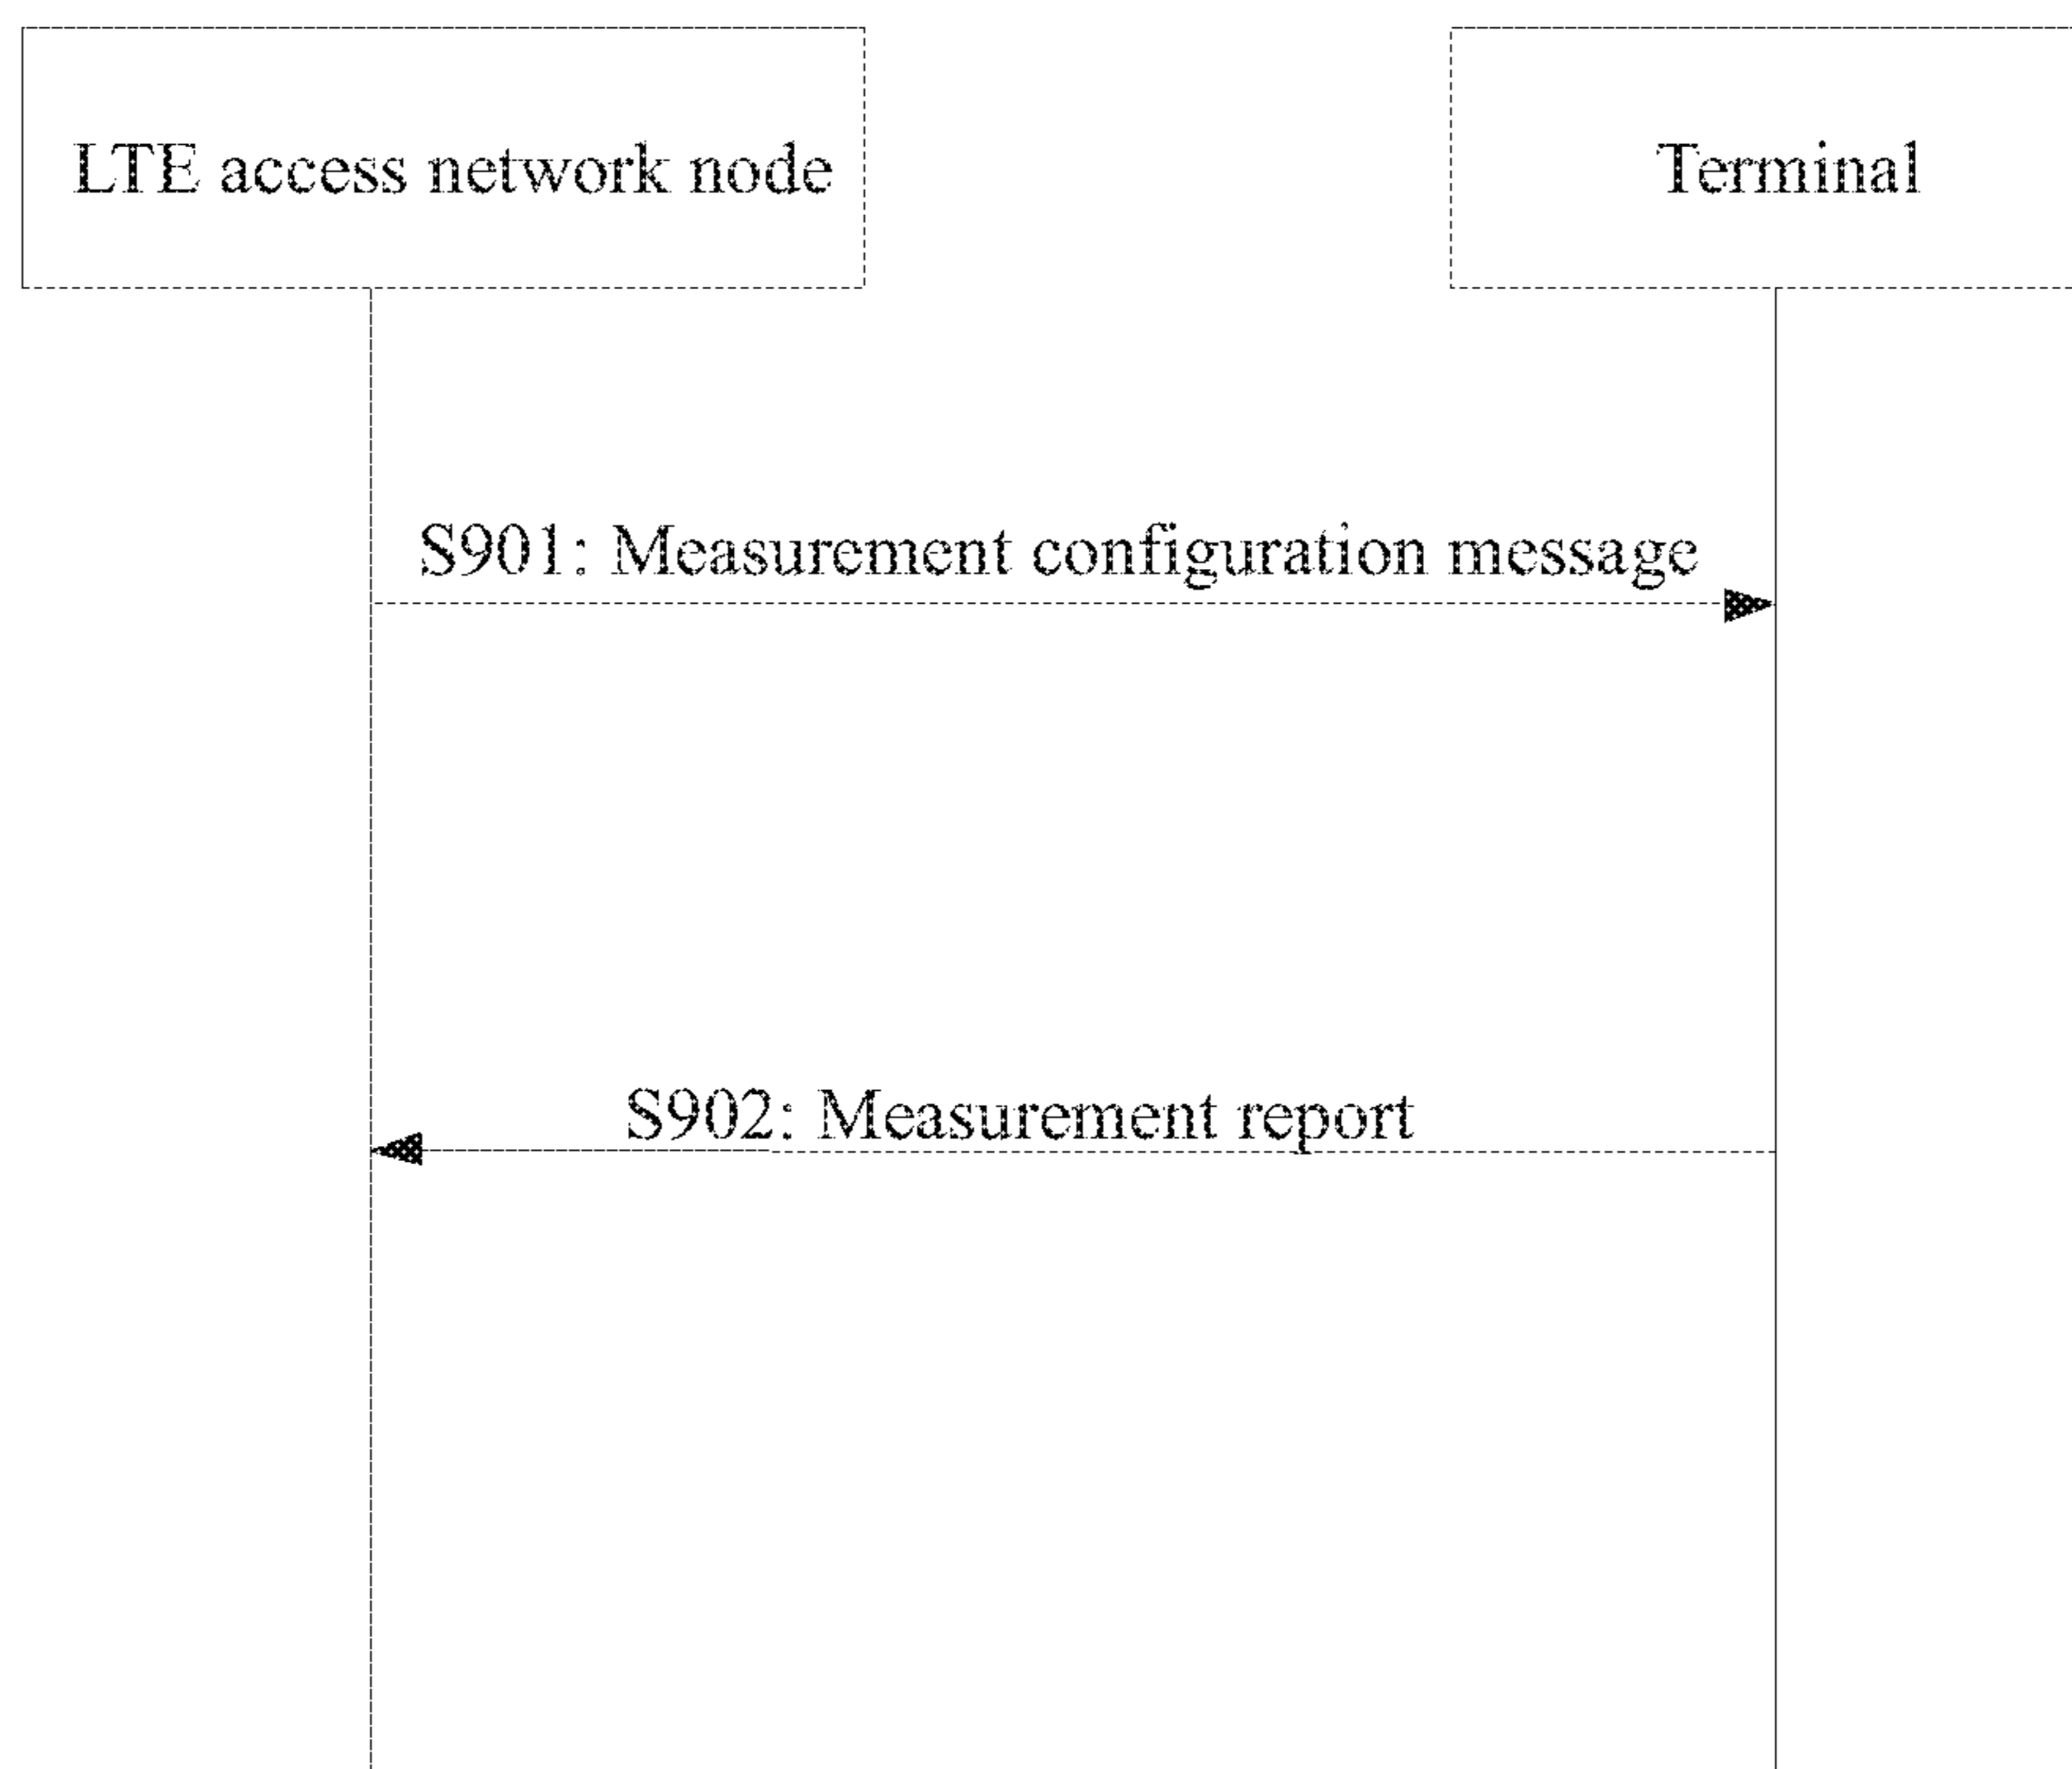 LTE access network node
Terminal
S901: Measurement configuration message
S902: Measurement report